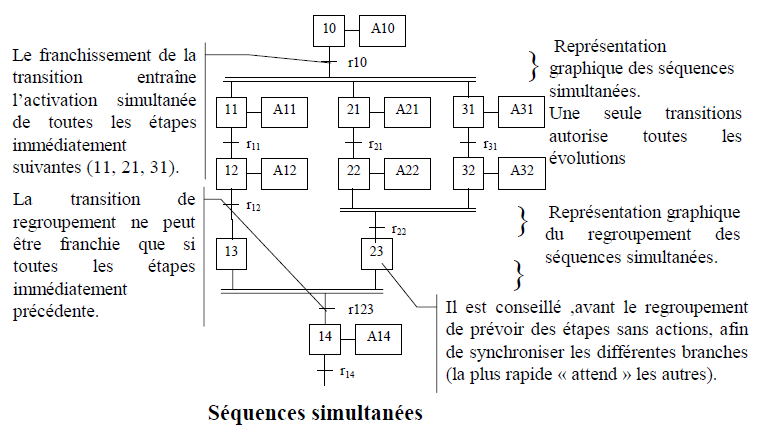 10
A10
r10
Le franchissement de la
transition entraîne
l'activation simultanée
de toutes les étapes
immédiatement
suivantes (11, 21, 31).
Représentation
graphique des séquences
simultanées.
Une seule transitions
autorise toutes les
évolutions
11
A11
21
A21
31
A31
r11
r21
r31
12
A12
22
A22
32
A32
La transition de
regroupement ne peut
être franchie que si
toutes les étapes
immédiatement
précédente.
r12
r22
Représentation graphique
du regroupement des
séquences simultanées.
13
23
r123
14
A14
r14
Il est conseillé ,avant le regroupement
de prévoir des étapes sans actions, afin
de synchroniser les différentes branches
(la plus rapide « attend » les autres).
Séquences simultanées